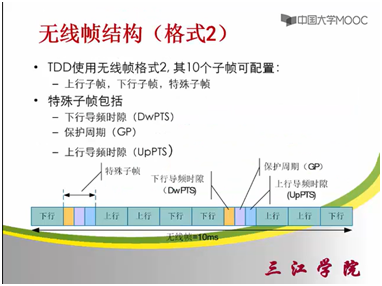 中国大学MOOC
无线帧结构（格式2）
• TDD使用无线帧格式2, 其10个子帧可配置：
– 上行子帧，下行子帧，特殊子帧
• 特殊子帧包括
– 下行导频时隙（DwPTS）
– 保护周期（GP）
– 上行导频时隙（UpPTS）
特殊子帧
下行导频时隙
（DwPTS）
保护周期（GP）
上行导频时隙
(UpPTS)
下行 上行 上行 下行 下行 上行 上行 下行
无线帧=10ms
三江学院